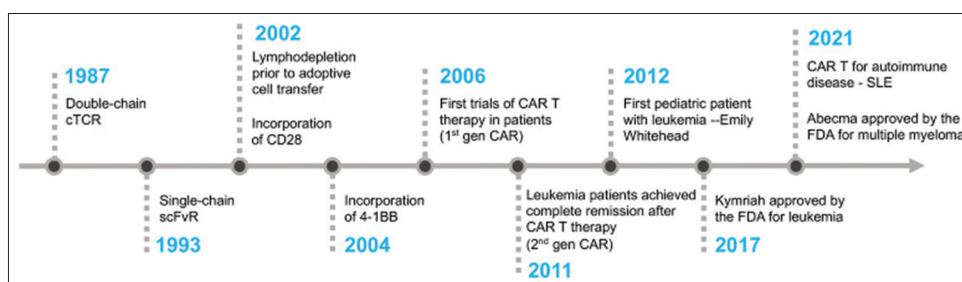 1987
Double-chain
cTCR
1993
Single-chain
scFvR
2002
Lymphodepletion
prior to adoptive
cell transfer
Incorporation
of CD28
Incorporation
of 4-1BB
2004
2006
First trials of CAR T
therapy in patients
(1st gen CAR)
Leukemia patients achieved
complete remission after
CAR T therapy
(2nd gen CAR)
2011
2012
First pediatric patient
with leukemia --Emily
Whitehead
Kymriah approved by
the FDA for leukemia
2017
2021
CAR T for autoimmune
disease - SLE
Abecma approved by the
FDA for multiple myeloma